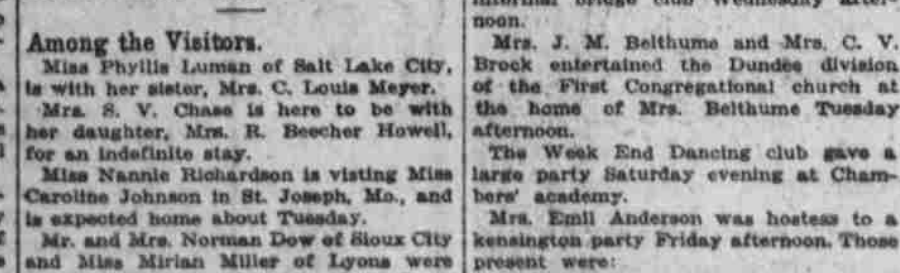 Among the Visitors.
Miss Phyllis Luman of Salt Lake City,
is with her sister, Mrs. C. Louis Meyer.
Mrs. S. V. Chase is here to be with
her daughter, Mrs. R. Beecher Howell,
for an indefinite stay.
Miss Nannie Richardson is visting Miss
Caroline Johnson in St. Joseph, Mo., and
is expected home about Tuesday.
Mr. and Mrs. Norman Dow of Sioux City
and Miss Mirian Miller of Lyons were
informal bridge club Wednesday after-
noon.
Mrs. J. M. Belthume and Mrs. C. V.
Brock entertained the Dundee division
of the First Congregational church at
the home of Mrs. Belthume Tuesday
afternoon.
The Week End Dancing club gave a
large party Saturday evening at Cham-
bers' academy.
Mrs. Emil Anderson was hostess to a
kensington party Friday afternoon. Those
present were: